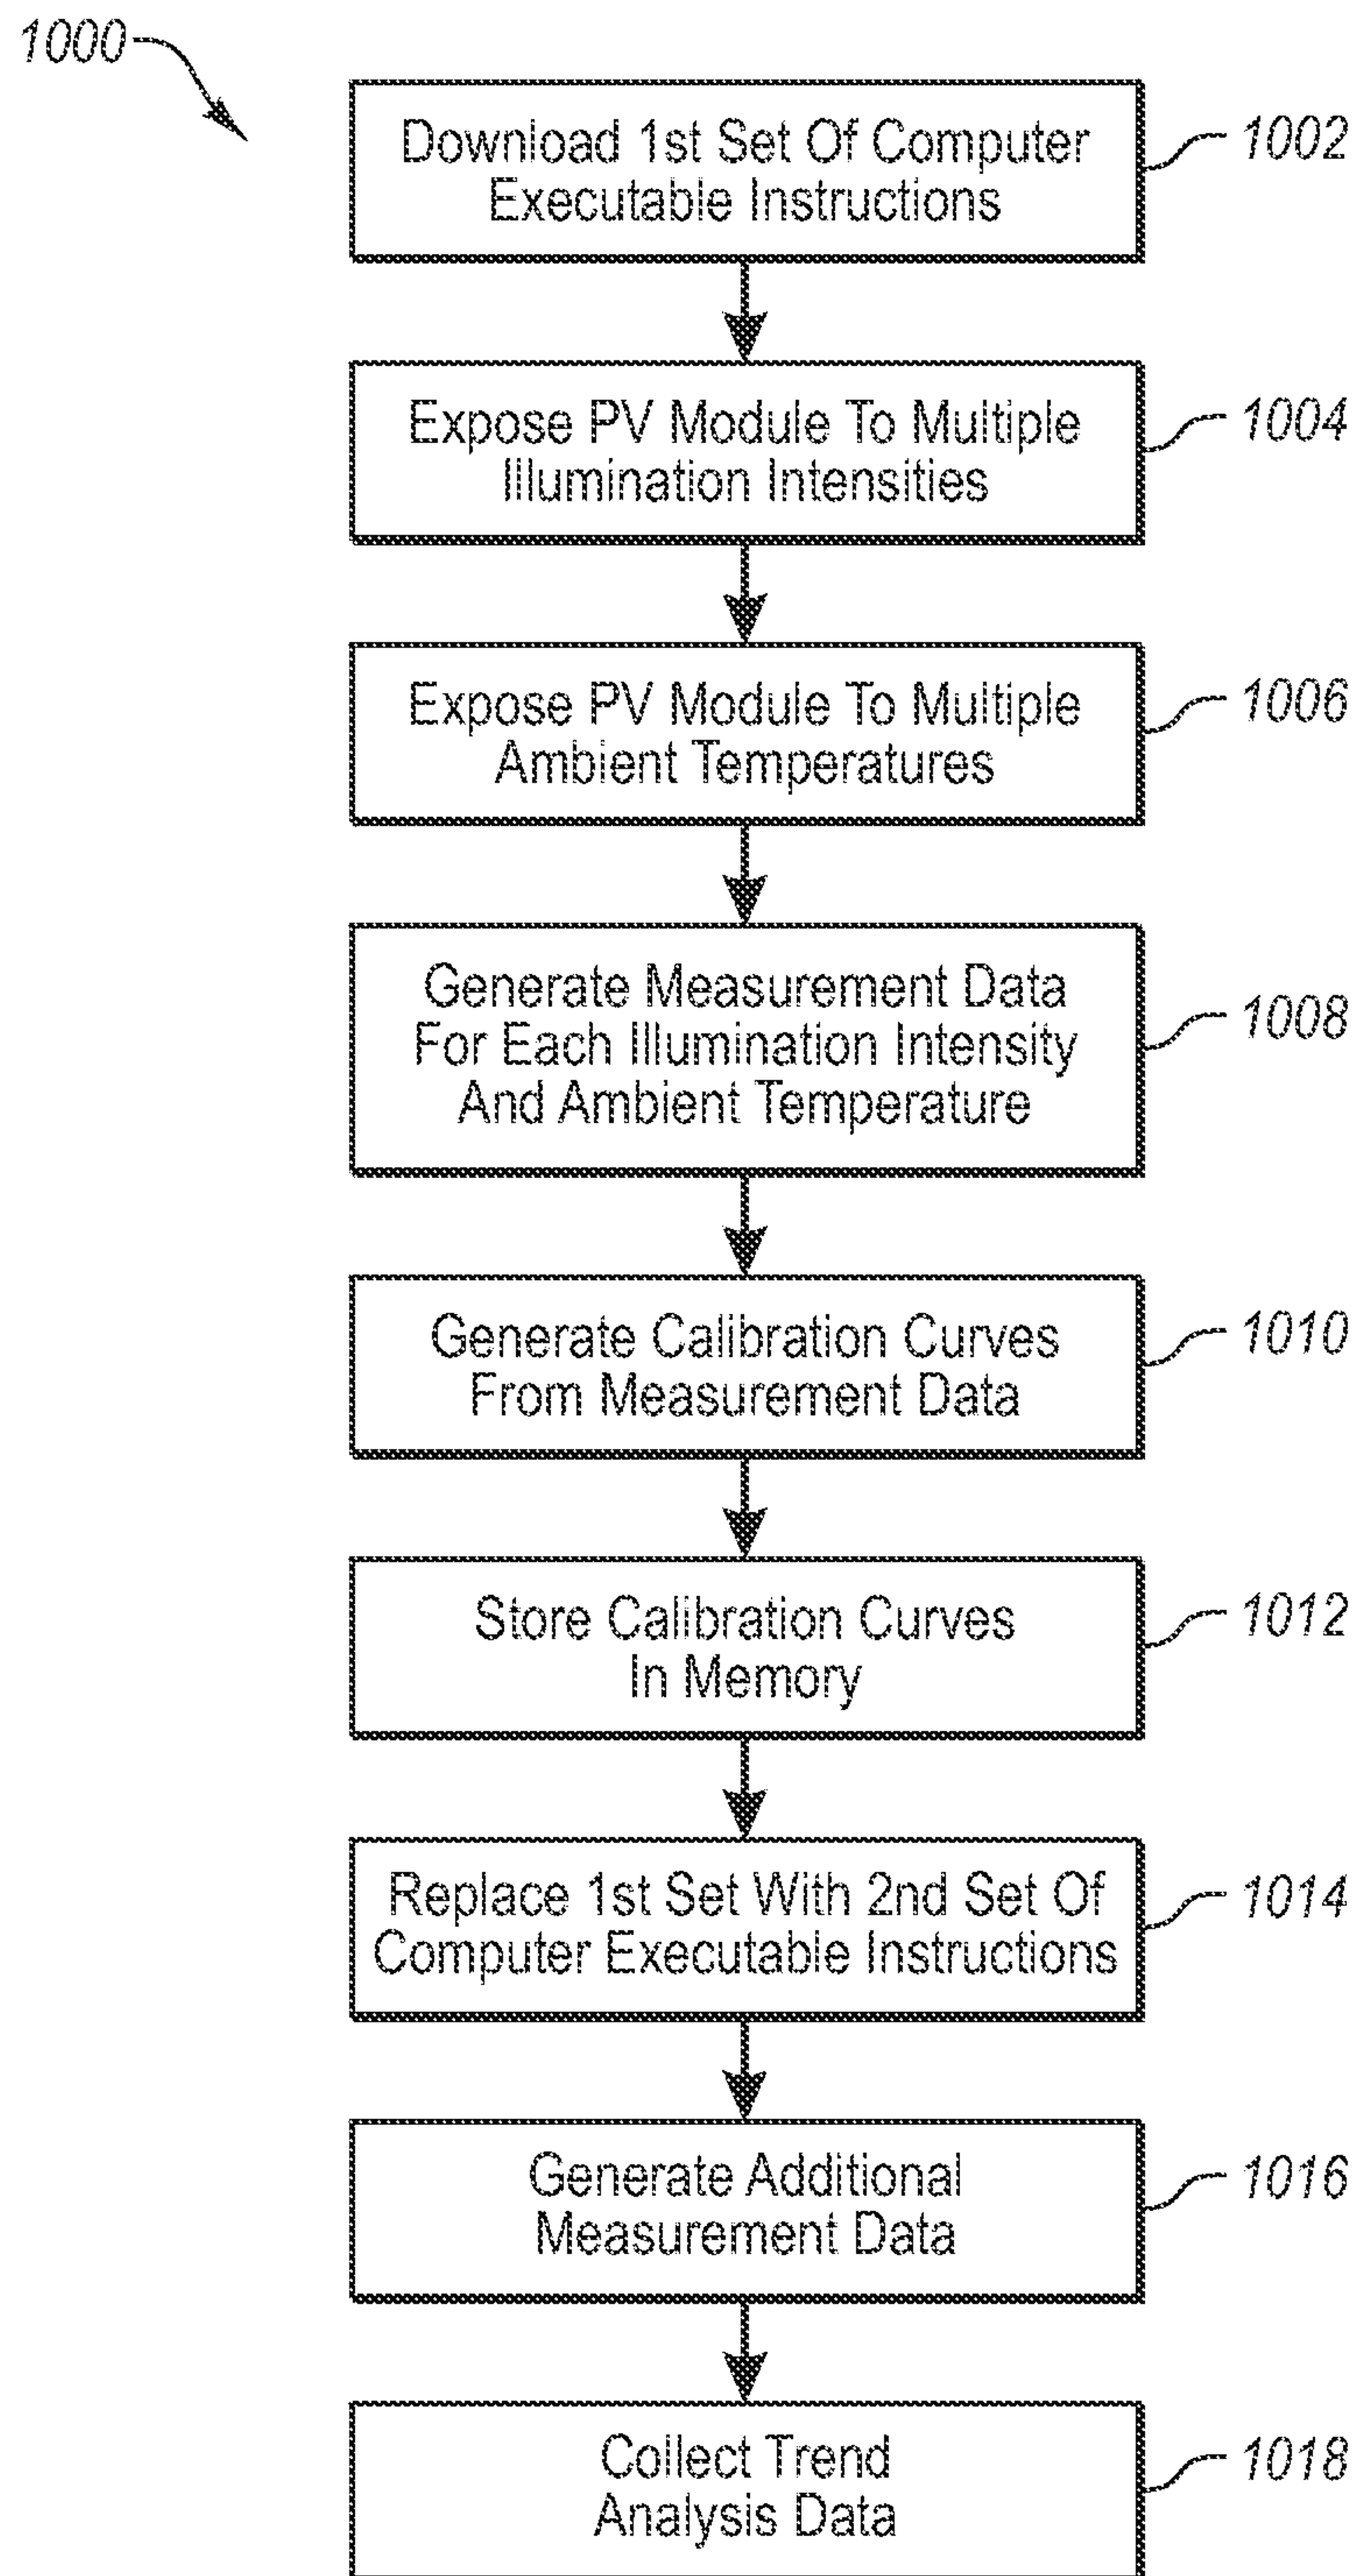 1000
Download 1st Set Of Computer
Executable Instructions
1002
Expose PV Module To Multiple
Illumination Intensities
1004
Expose PV Module To Multiple
Ambient Temperatures
1006
Generate Measurement Data
For Each Illumination Intensity
And Ambient Temperature
1008
Generate Calibration Curves
From Measurement Data
1010
Store Calibration Curves
In Memory
1012
Replace 1st Set With 2nd Set Of
Computer Executable Instructions
1014
Generate Additional
Measurement Data
1016
Collect Trend
Analysis Data
1018